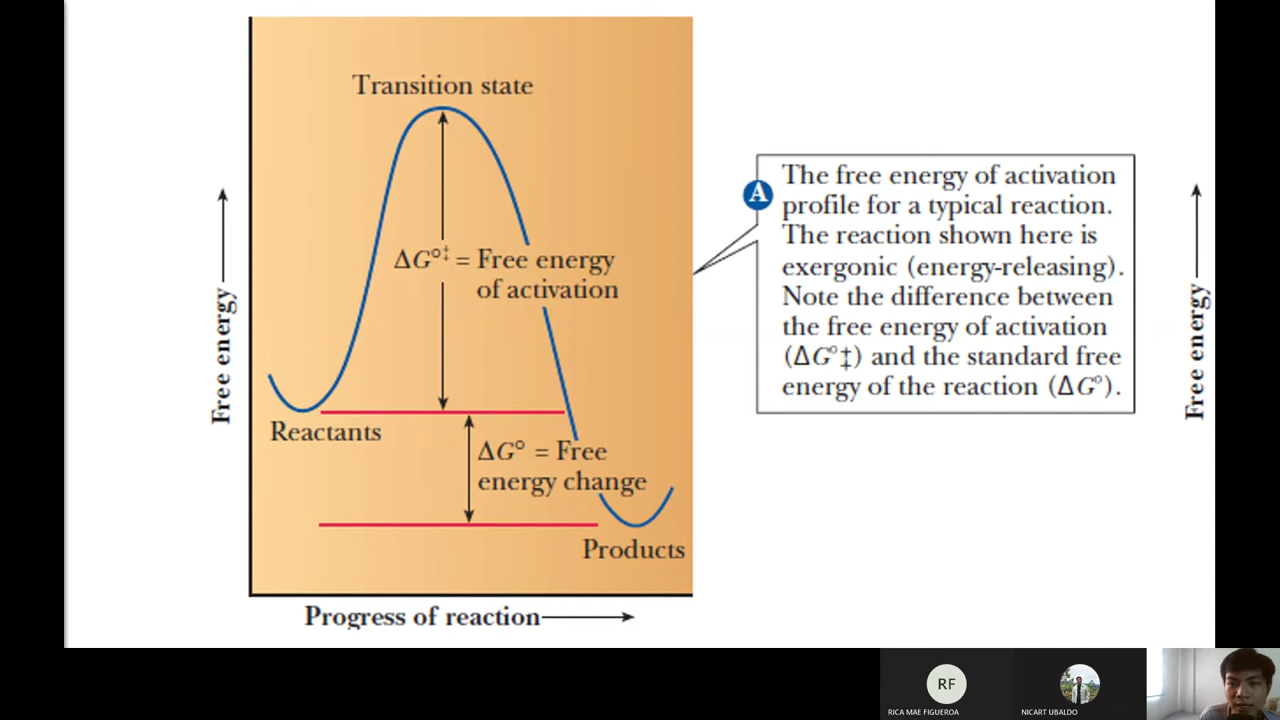 Transition state
Free energy
ΔG°‡ = Free energy
of activation
Reactants
ΔG° = Free
energy change
Products
Progress of reaction
A
The free energy of activation
profile for a typical reaction.
The reaction shown here is
exergonic (energy-releasing).
Note the difference between
the free energy of activation
(ΔG°‡) and the standard free
energy of the reaction (ΔG°).
Free energy
RF
RICA MAE FIGUEROA
NICART UBALDO